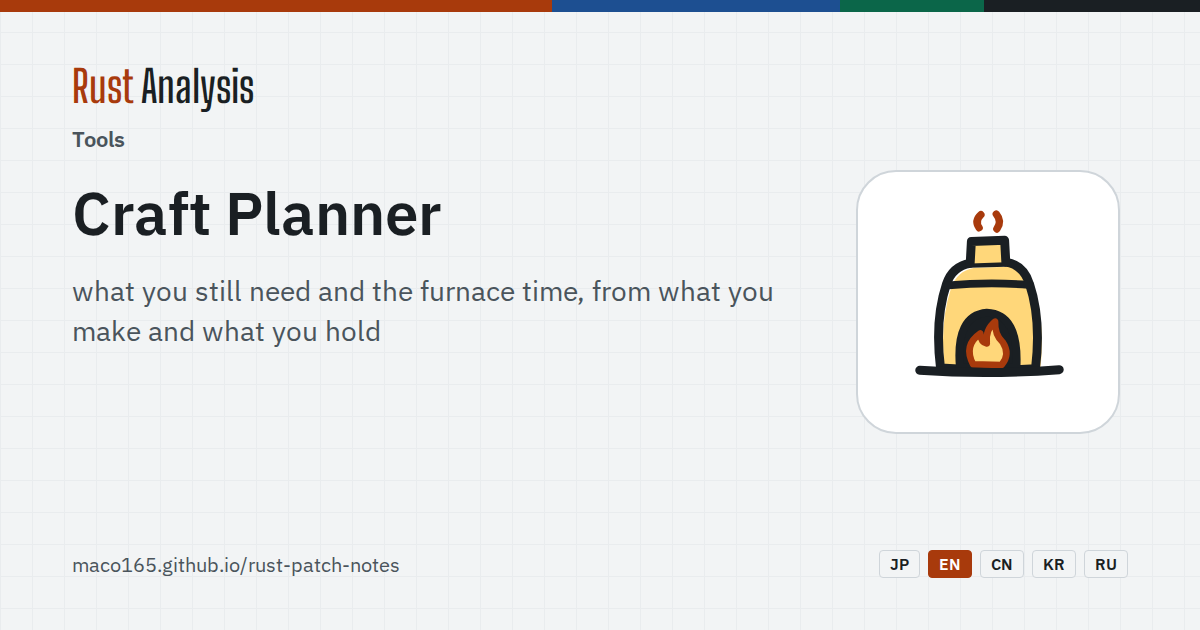 Rust Analysis
Tools
Craft Planner
what you still need and the furnace time, from what you
make and what you hold
maco165.github.io/rust-patch-notes
JP EN CN KR RU